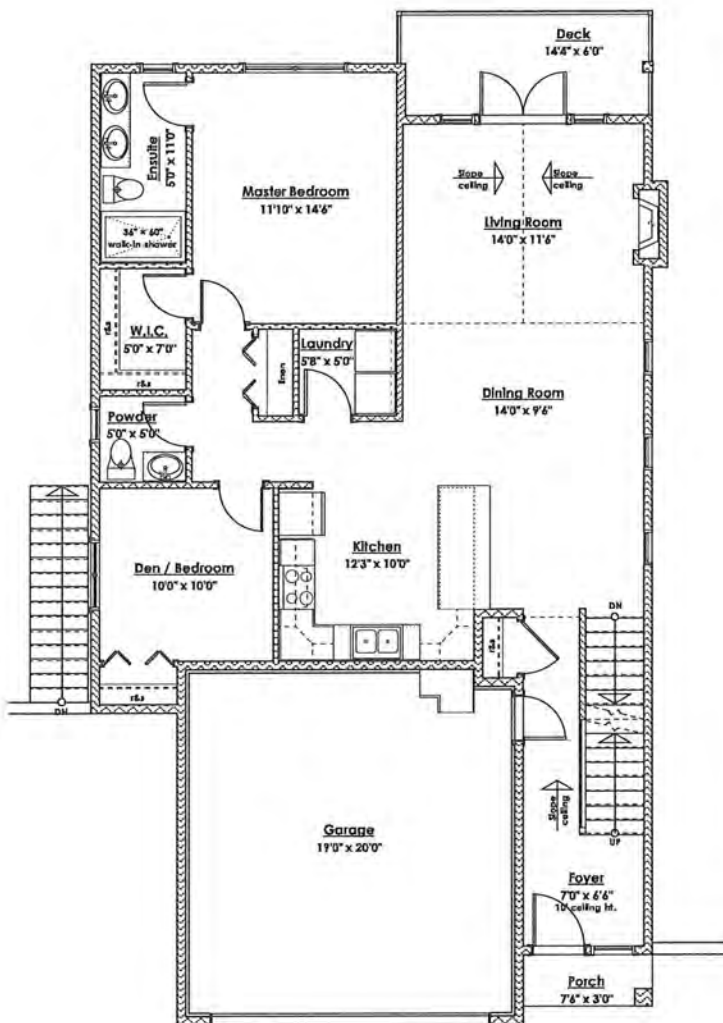 Deck
14'4" x 6'0"
Ensuite
5'0" x 11'0"
Master Bedroom
11'10" x 14'6"
Slope
ceiling
Slope
ceiling
Living Room
14'0" x 11'6"
36" x 60"
walk-in shower
W.I.C.
5'0" x 7'0"
r&s
r&s
linen
Laundry
5'8" x 5'0"
Dining Room
14'0" x 9'6"
Powder
5'0" x 5'0"
Den / Bedroom
10'0" x 10'0"
Kitchen
12'3" x 10'0"
r&s
DN
r&s
DN
Slope
ceiling
Garage
19'0" x 20'0"
UP
Foyer
7'0" x 6'6"
10' ceiling ht.
Porch
7'6" x 3'0"